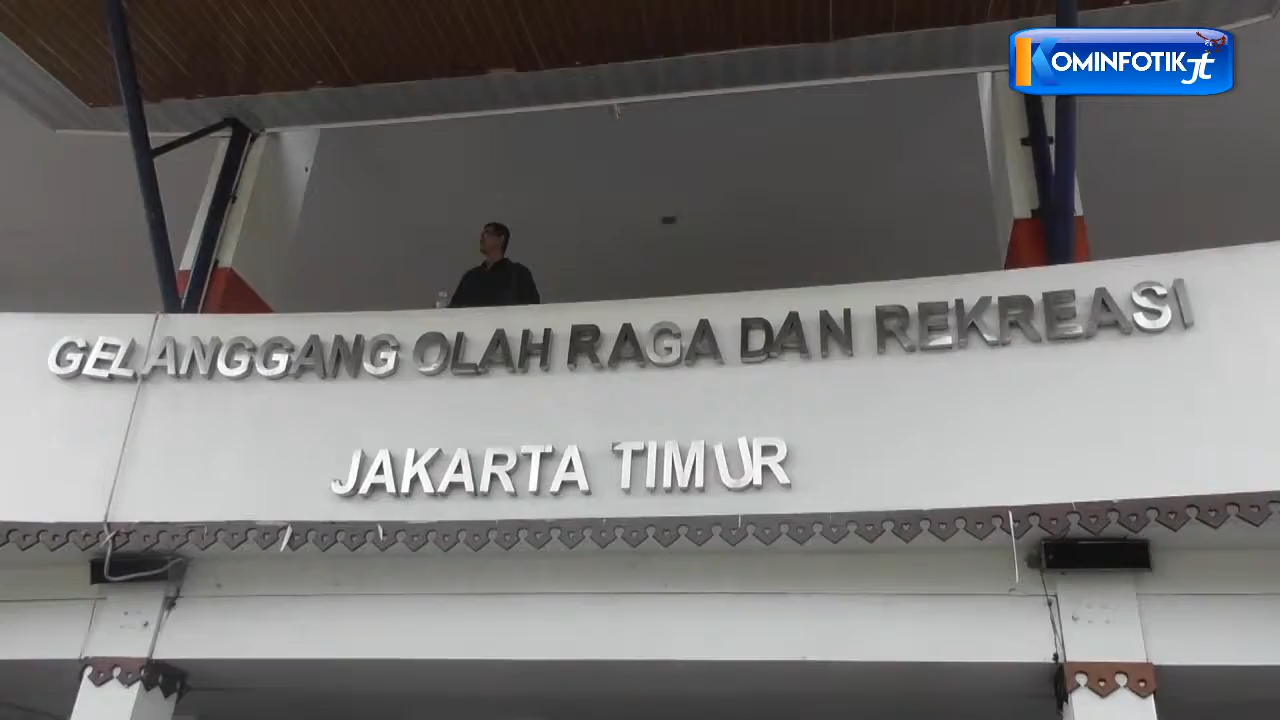 KOMINFOTIK JT
GELANGGANG OLAH RAGA DAN REKREASI
JAKARTA TIMUR